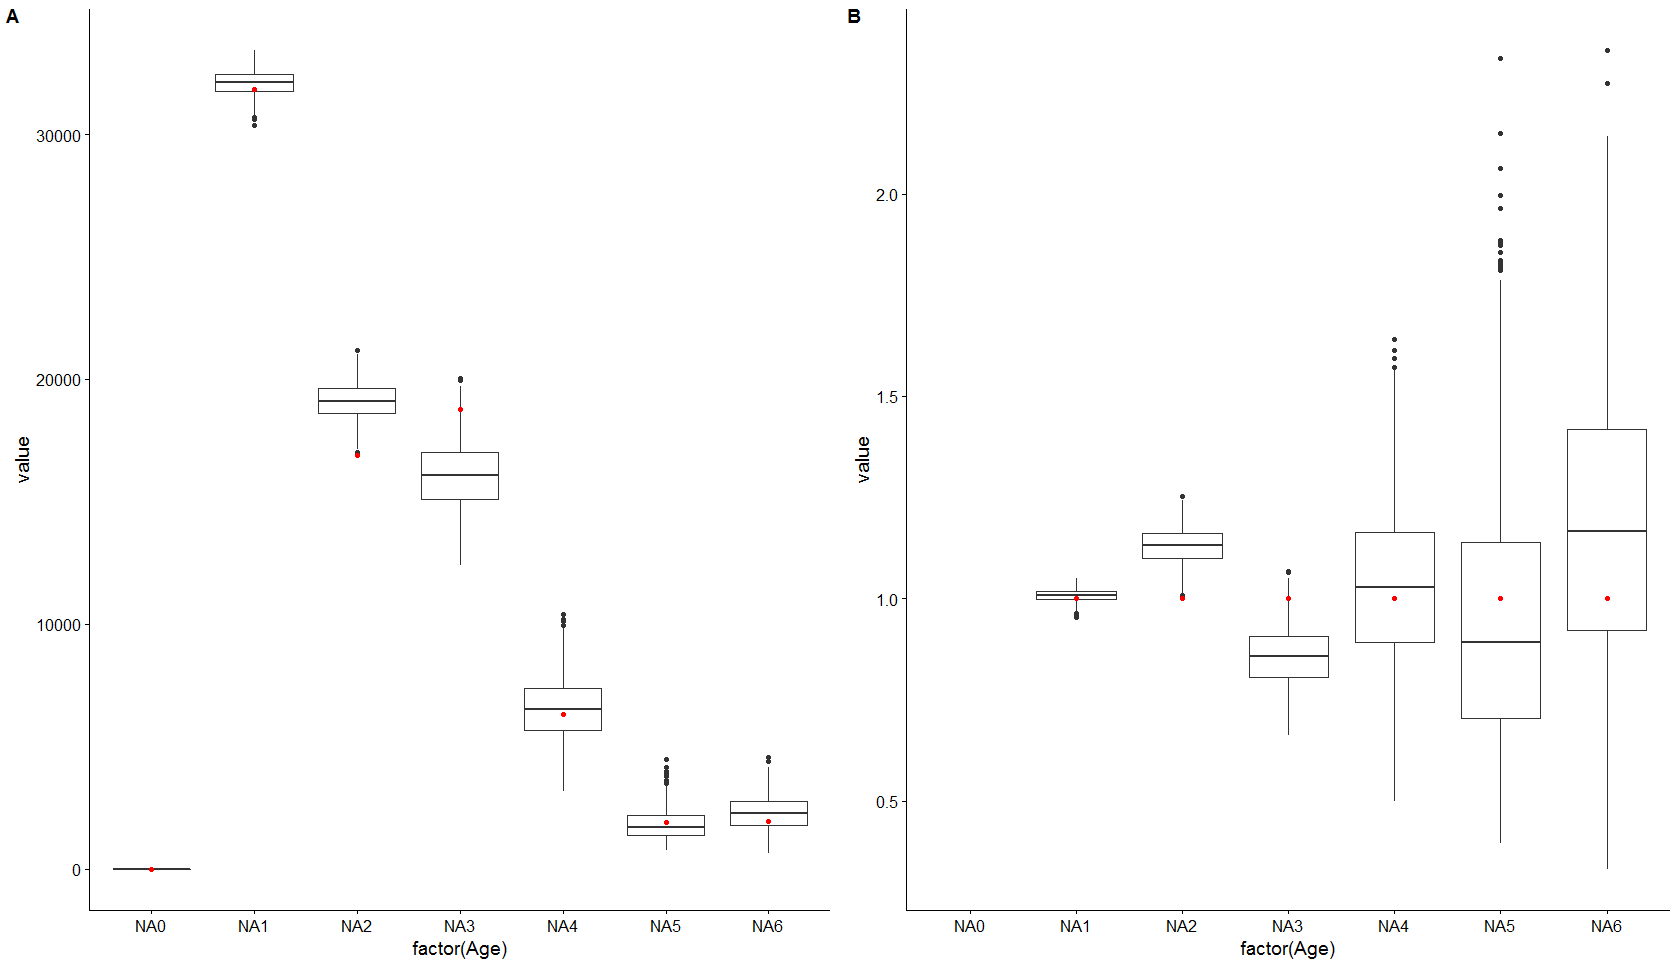 A
value
30000
20000
10000
0
NA0 NA1 NA2 NA3 NA4 NA5 NA6
factor(Age)
B
value
2.0
1.5
1.0
0.5
NA0 NA1 NA2 NA3 NA4 NA5 NA6
factor(Age)